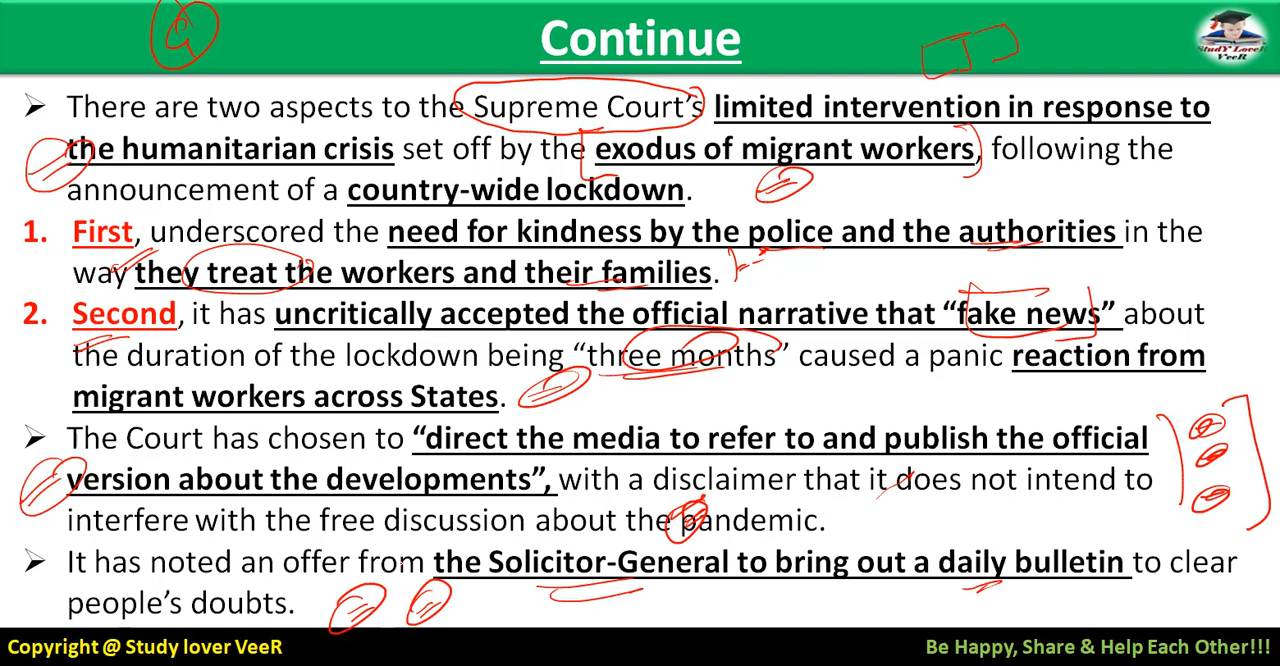 Continue
StudY LoveR
VeeR
➢ There are two aspects to the Supreme Court's limited intervention in response to
the humanitarian crisis set off by the exodus of migrant workers, following the
announcement of a country-wide lockdown.
1. First, underscored the need for kindness by the police and the authorities in the
way they treat the workers and their families.
2. Second, it has uncritically accepted the official narrative that “fake news” about
the duration of the lockdown being “three months” caused a panic reaction from
migrant workers across States.
➢ The Court has chosen to “direct the media to refer to and publish the official
version about the developments”, with a disclaimer that it does not intend to
interfere with the free discussion about the pandemic.
➢ It has noted an offer from the Solicitor-General to bring out a daily bulletin to clear
people's doubts.
Copyright @ Study lover VeeR
Be Happy, Share & Help Each Other!!!